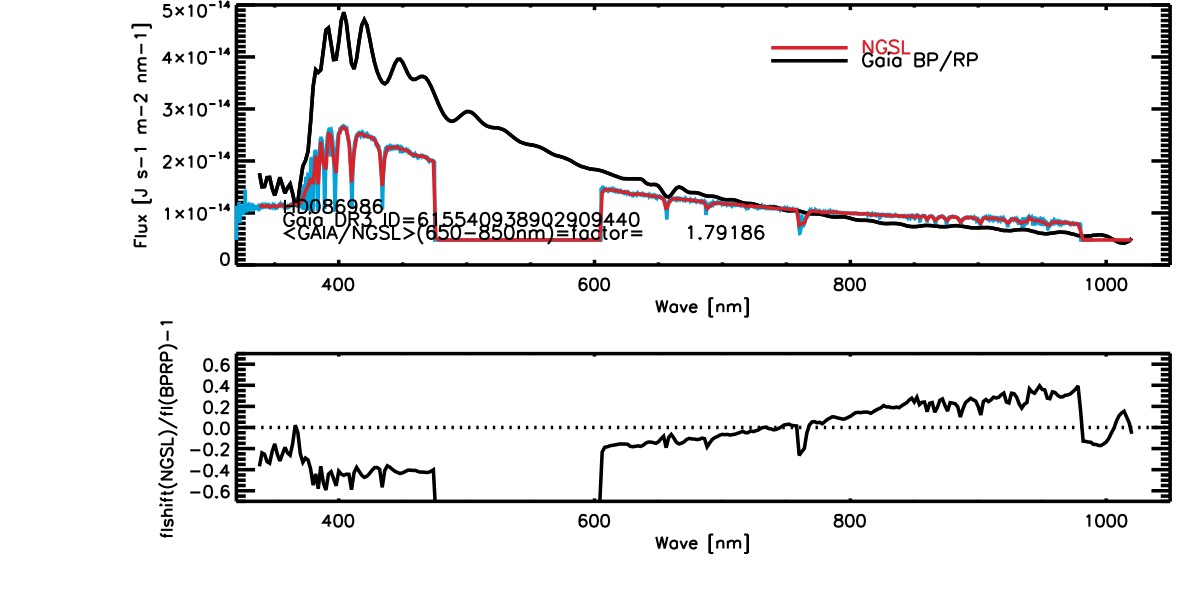 5×10⁻¹⁴
4×10⁻¹⁴
3×10⁻¹⁴
2×10⁻¹⁴
1×10⁻¹⁴
0
Flux [J s−1 m−2 nm−1]
NGSL
Gaia BP/RP
HD086986
Gaia DR3 ID=6155409389029​09440
<GAIA/NGSL>(650−850nm)=factor= 1.79186
400 600 800 1000
Wave [nm]
0.6
0.4
0.2
0.0
−0.2
−0.4
−0.6
flshift(NGSL)/fl(BPRP)−1
400 600 800 1000
Wave [nm]